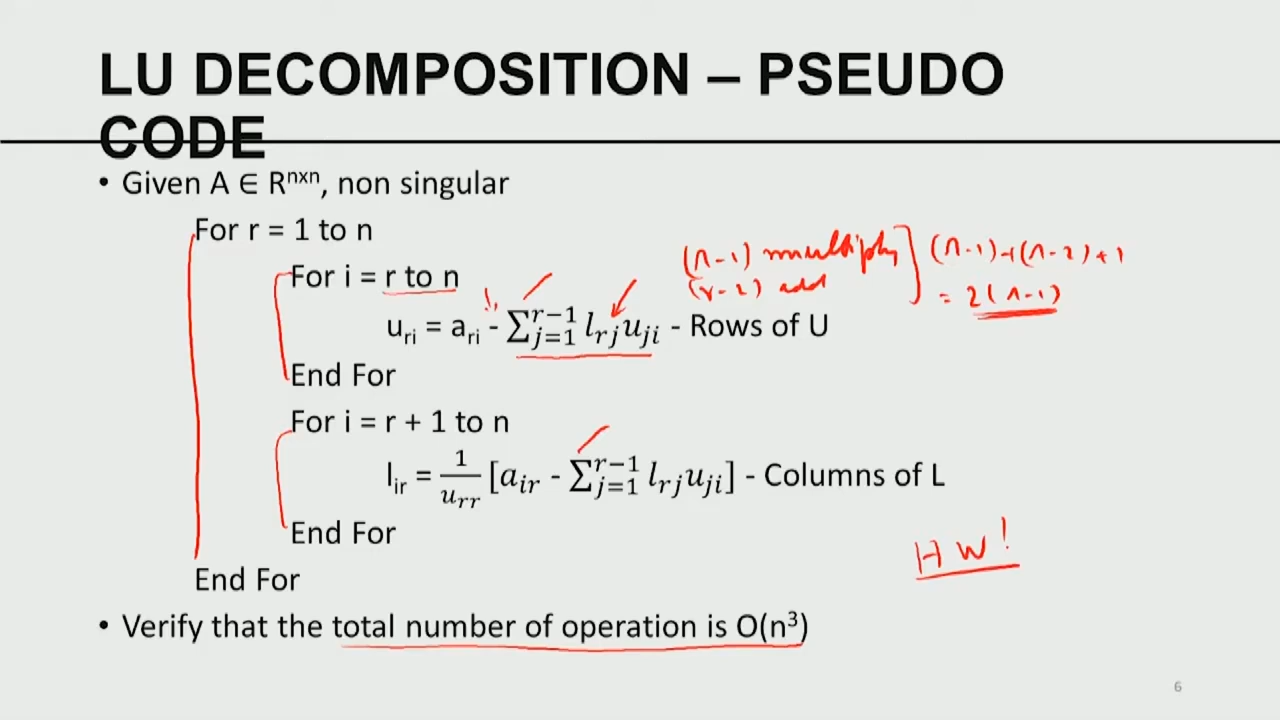 LU DECOMPOSITION – PSEUDO
CODE
• Given A ∈ Rⁿˣⁿ, non singular
For r = 1 to n
For i = r to n
(r-1) multiply
(r-2) add
(r-1)+(r-2)+1
= 2(r-1)
u_ri = a_ri - ∑_{j=1}^{r−1} l_rj u_ji - Rows of U
End For
For i = r + 1 to n
l_ir = 1/u_rr [a_ir - ∑_{j=1}^{r−1} l_rj u_ji] - Columns of L
End For
HW!
End For
• Verify that the total number of operation is O(n³)
6